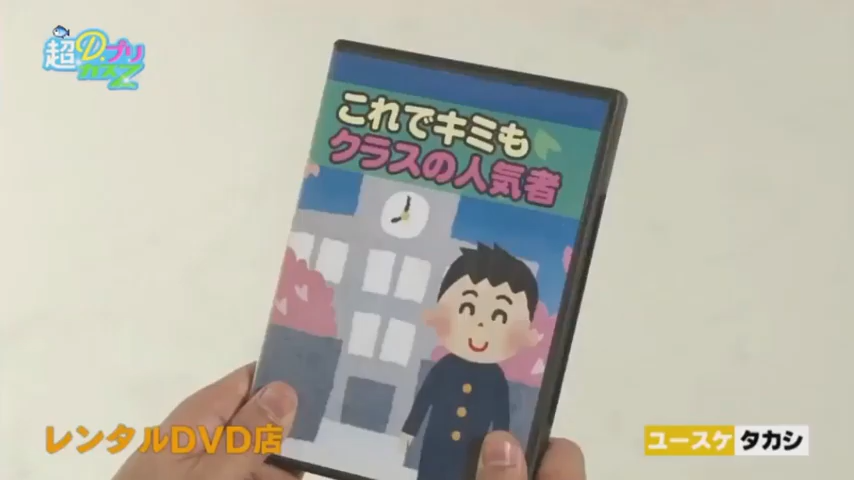 超D.プリ
カスZ
これでキミも
クラスの人気者
レンタルDVD店
ユースケ タカシ